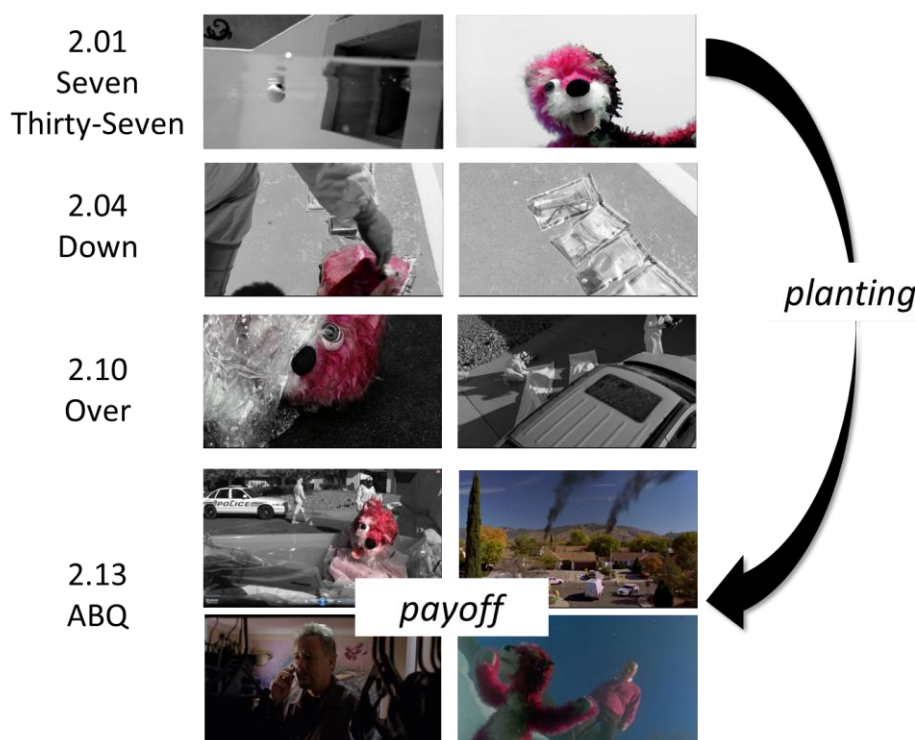 2.01
Seven
Thirty-Seven
2.04
Down
planting
2.10
Over
POLICE
2.13
ABQ
payoff